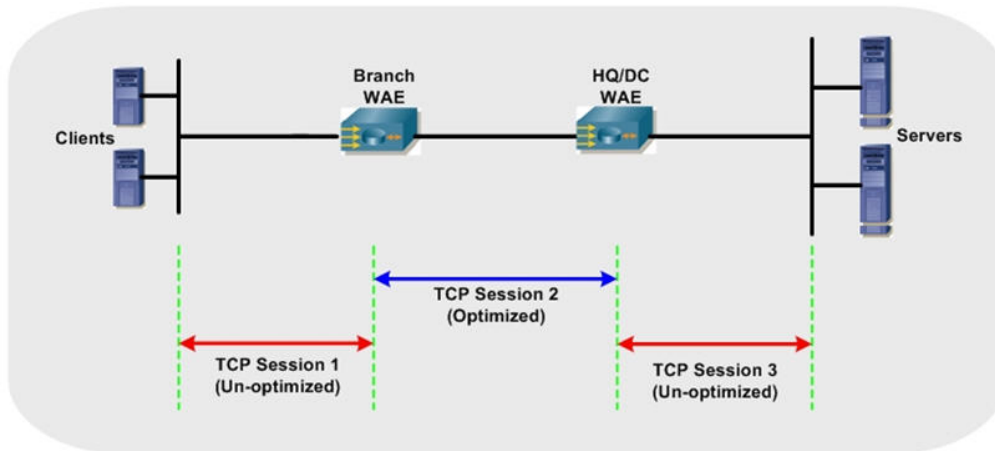 Branch
WAE
HQ/DC
WAE
Clients
Servers
TCP Session 2
(Optimized)
TCP Session 1
(Un-optimized)
TCP Session 3
(Un-optimized)